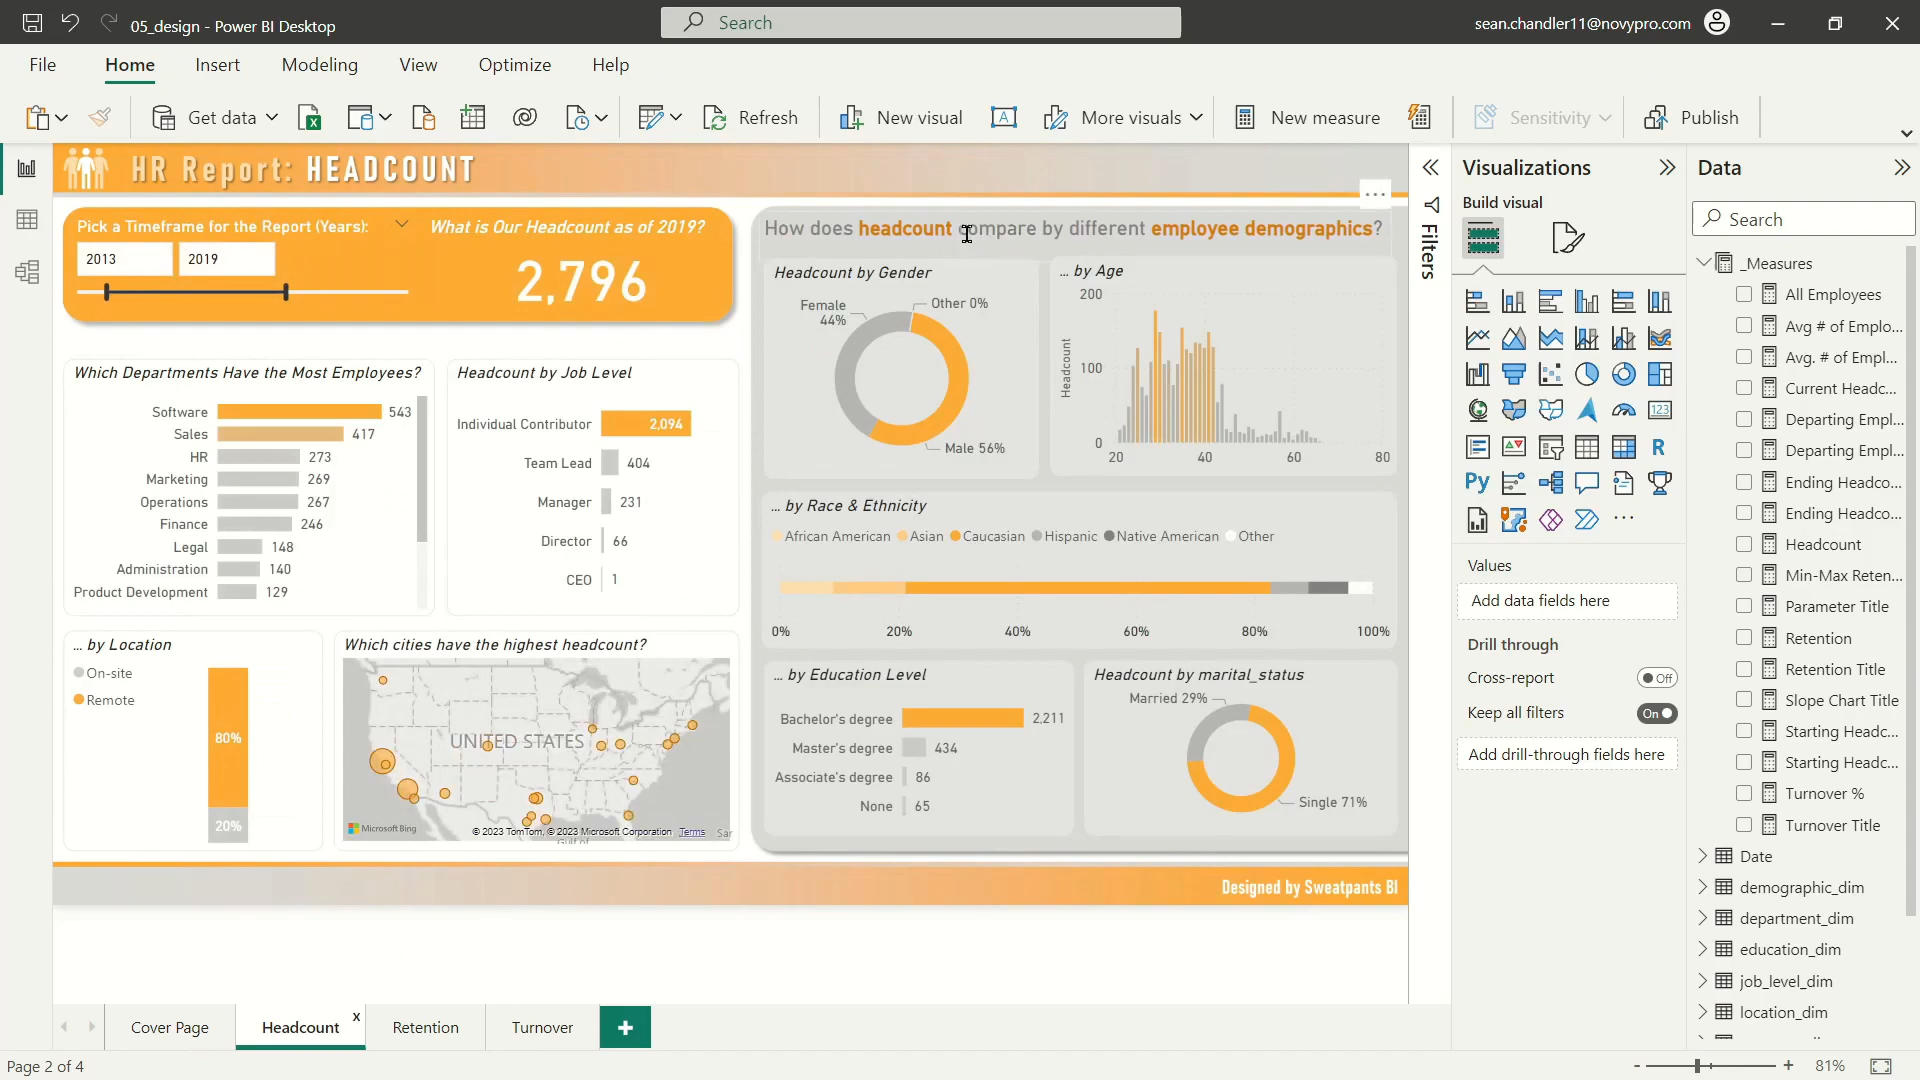 05_design - Power BI Desktop
Search
sean.chandler11@novypro.com
File
Home
Insert
Modeling
View
Optimize
Help
Get data
Refresh
New visual
More visuals
New measure
Sensitivity
Publish
HR Report: HEADCOUNT
Pick a Timeframe for the Report (Years):
2013
2019
What is Our Headcount as of 2019?
2,796
Which Departments Have the Most Employees?
Software 543
Sales 417
HR 273
Marketing 269
Operations 267
Finance 246
Legal 148
Administration 140
Product Development 129
Headcount by Job Level
Individual Contributor 2,094
Team Lead 404
Manager 231
Director 66
CEO 1
... by Location
On-site
Remote
80%
20%
Which cities have the highest headcount?
UNITED STATES
Microsoft Bing
© 2023 TomTom, © 2023 Microsoft Corporation Terms
How does headcount compare by different employee demographics?
Headcount by Gender
Female
44%
Other 0%
Male 56%
... by Age
Headcount
200
100
0
20 40 60 80
... by Race & Ethnicity
African American Asian Caucasian Hispanic Native American Other
0% 20% 40% 60% 80% 100%
... by Education Level
Bachelor's degree 2,211
Master's degree 434
Associate's degree 86
None 65
Headcount by marital_status
Married 29%
Single 71%
Designed by Sweatpants BI
Filters
Visualizations
Build visual
123
R
Py
Values
Add data fields here
Drill through
Cross-report
Off
Keep all filters
On
Add drill-through fields here
Data
Search
_Measures
All Employees
Avg # of Emplo...
Avg. # of Empl...
Current Headc...
Departing Empl...
Departing Empl...
Ending Headco...
Ending Headco...
Headcount
Min-Max Reten...
Parameter Title
Retention
Retention Title
Slope Chart Title
Starting Headc...
Starting Headc...
Turnover %
Turnover Title
Date
demographic_dim
department_dim
education_dim
job_level_dim
location_dim
Cover Page
Headcount
x
Retention
Turnover
Page 2 of 4
81%